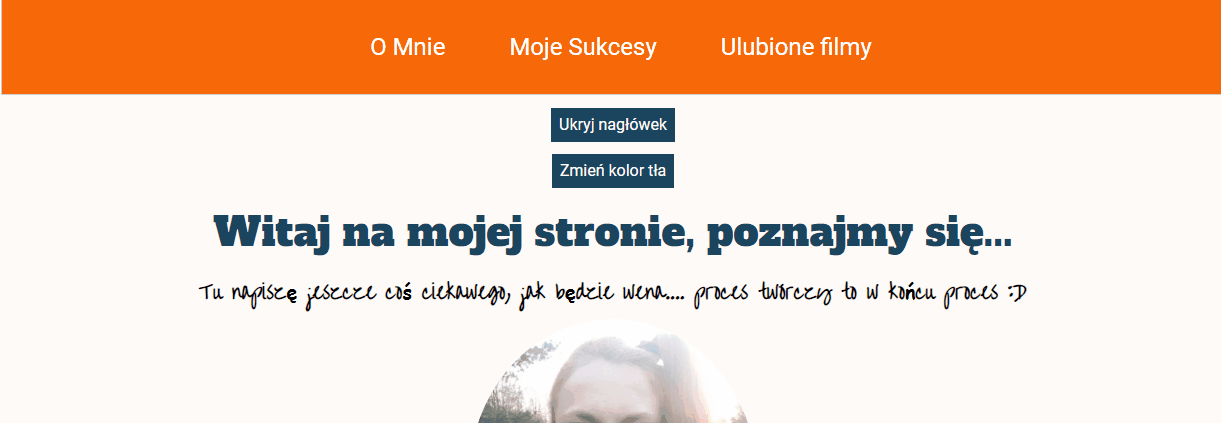 O Mnie Moje Sukcesy Ulubione filmy
Ukryj nagłówek
Zmień kolor tła
Witaj na mojej stronie, poznajmy się...
Tu napiszę jeszcze coś ciekawego, jak będzie wena.... proces twórczy to w końcu proces :D